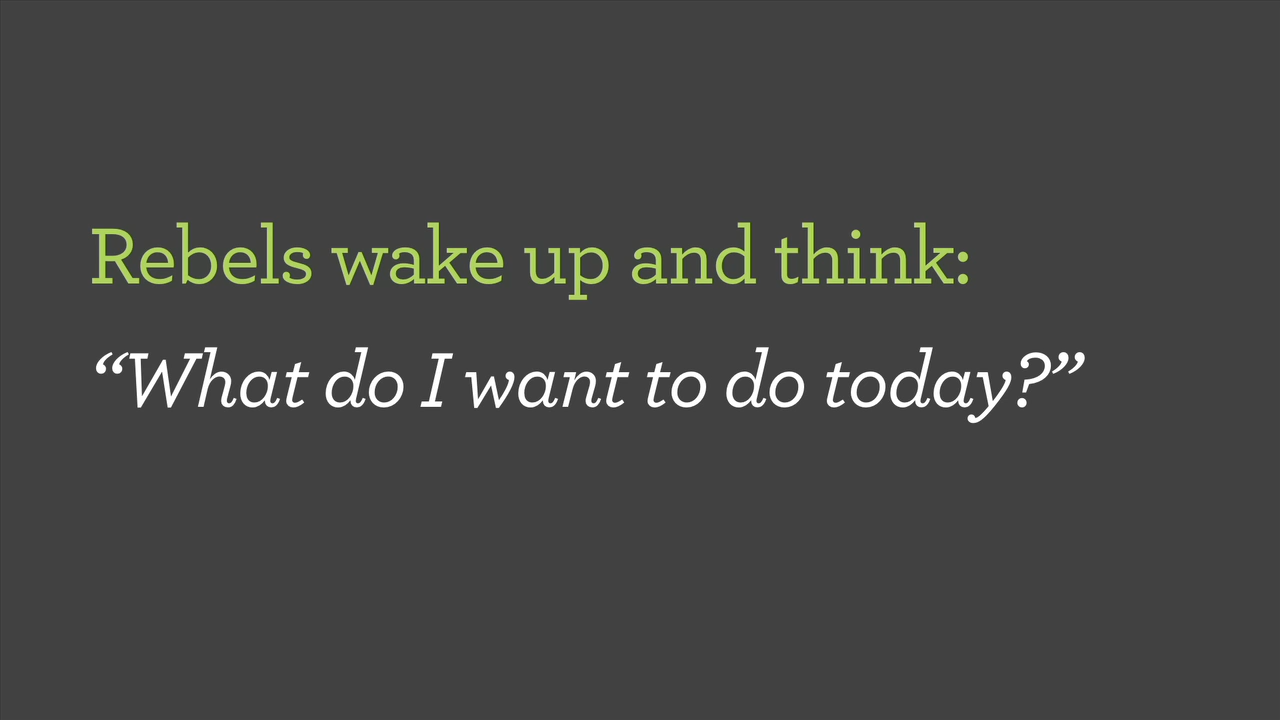 Rebels wake up and think:
“What do I want to do today?”